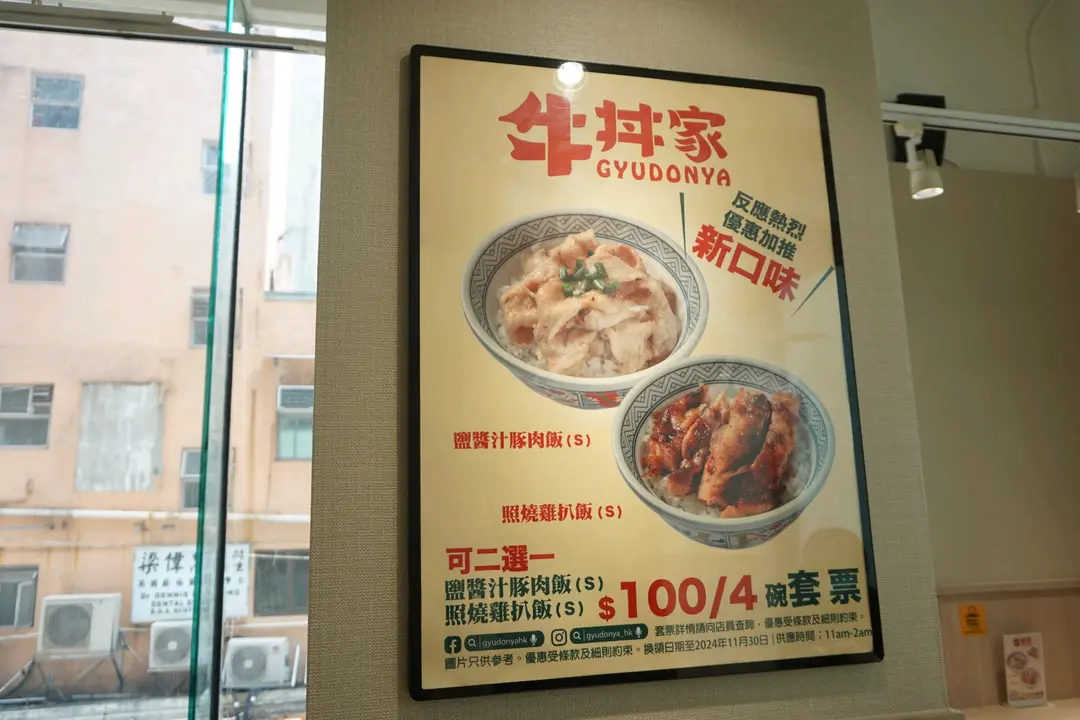 牛丼家
GYUDONYA
反應熱烈
優惠加推
新口味
鹽醬汁豚肉飯(S)
照燒雞扒飯(S)
可二選一
鹽醬汁豚肉飯(S)
照燒雞扒飯(S)
$100/4碗套票
gyudonyahk
gyudonya_hk
套票詳情請向店員查詢，優惠受條款及細則約束。
圖片只供參考。優惠受條款及細則約束。換領日期至2024年11月30日 | 供應時間：11am-2am
梁偉
Dr DENNIS
DENTAL